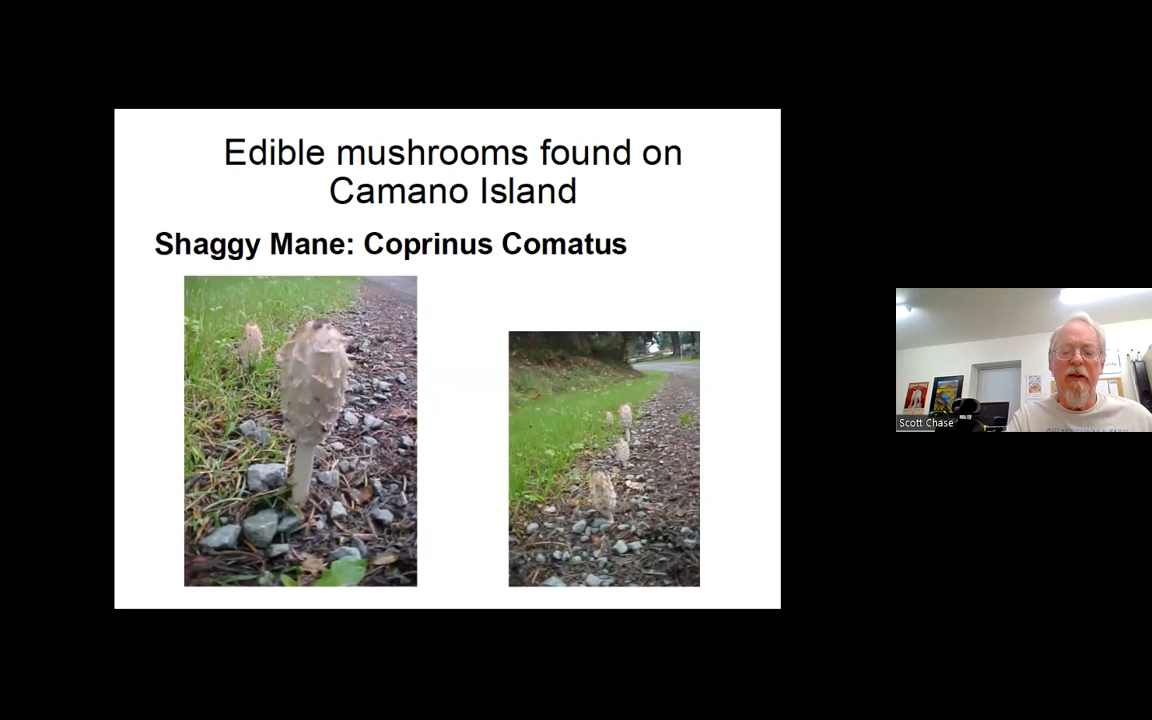 Edible mushrooms found on
Camano Island
Shaggy Mane: Coprinus Comatus
Scott Chase